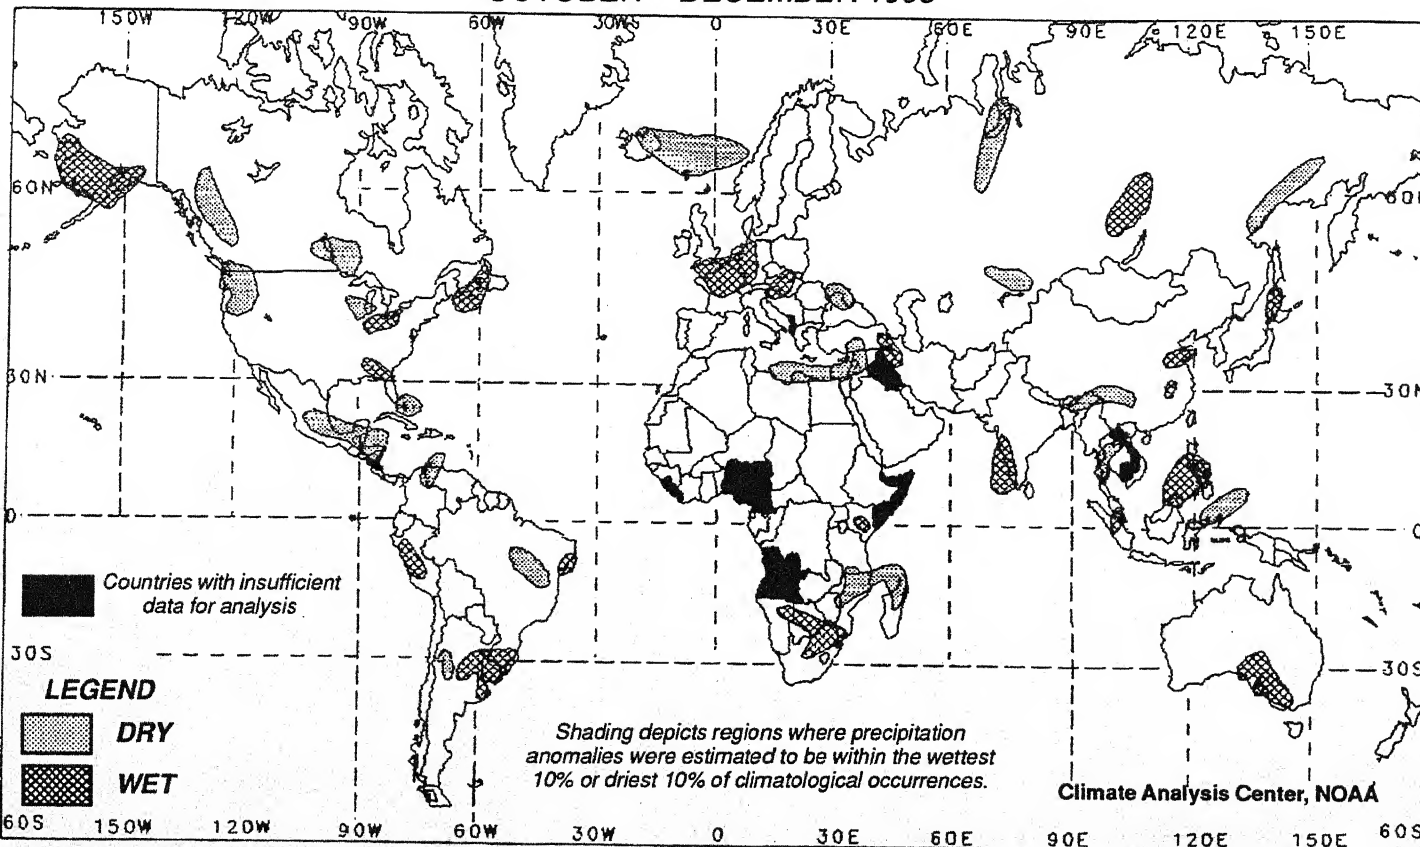 150W 120W 90W 60W 30W 0 30E 60E 90E 120E 150E
60N
30N 30N
0
Countries with insufficient
data for analysis
30S 30S
LEGEND
DRY
WET
Shading depicts regions where precipitation
anomalies were estimated to be within the wettest
10% or driest 10% of climatological occurrences.
Climate Analysis Center, NOAA
60S 150W 120W 90W 60W 30W 0 30E 60E 90E 120E 150E 60S